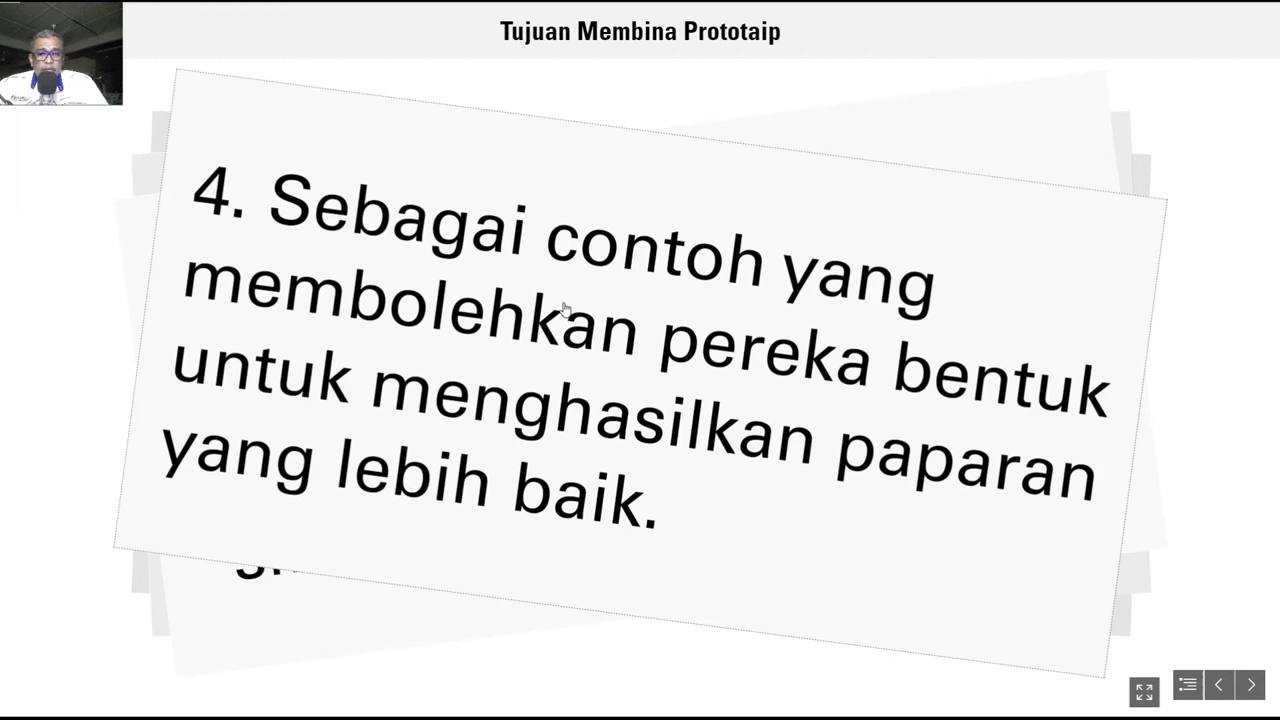 Tujuan Membina Prototaip
4. Sebagai contoh yang
membolehkan pereka bentuk
untuk menghasilkan paparan
yang lebih baik.